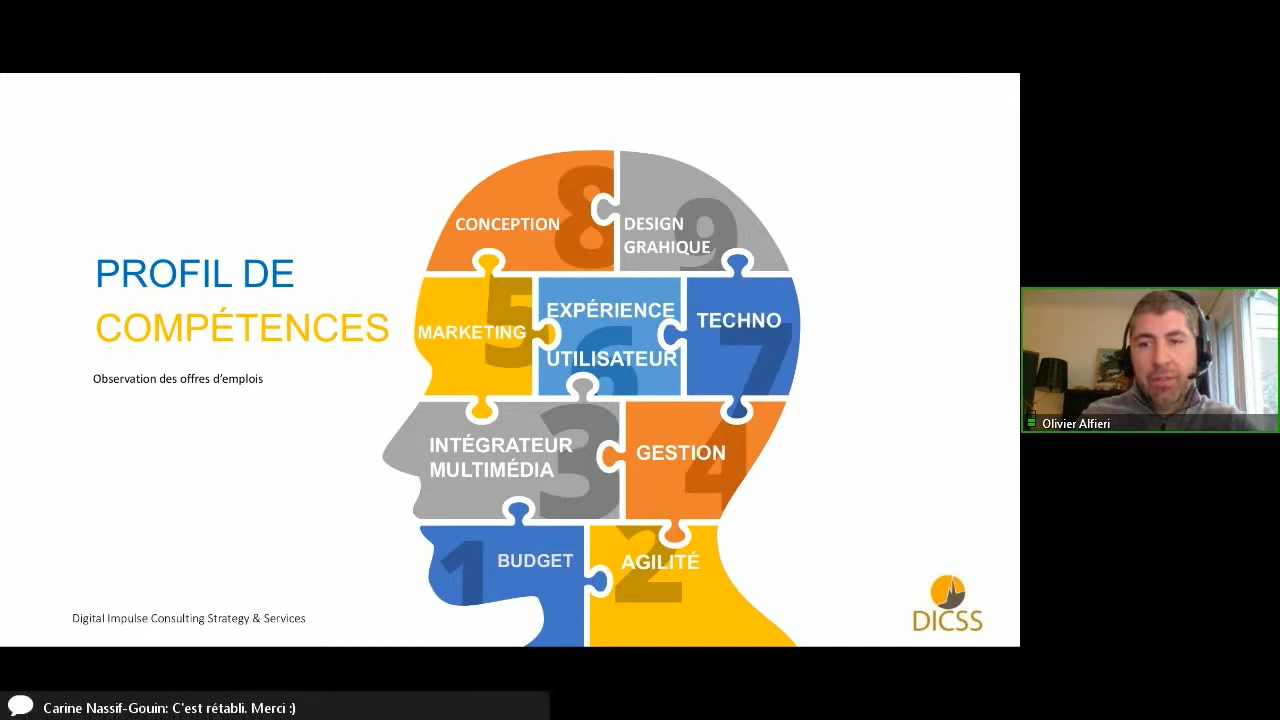 PROFIL DE
COMPÉTENCES
Observation des offres d'emplois
8
CONCEPTION
9
DESIGN
GRAHIQUE
5
MARKETING
6
EXPÉRIENCE
UTILISATEUR
7
TECHNO
3
INTÉGRATEUR
MULTIMÉDIA
4
GESTION
1
BUDGET
2
AGILITÉ
Digital Impulse Consulting Strategy & Services
DICSS
Olivier Alfieri
Carine Nassif-Gouin: C'est rétabli. Merci :)